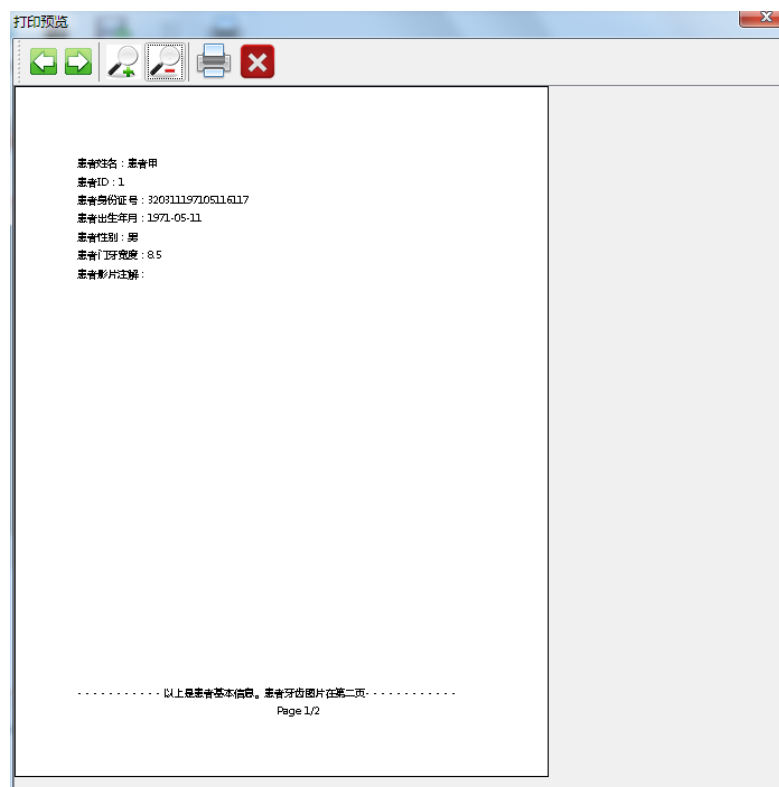 打印预览
患者姓名：患者甲
患者ID：1
患者身份证号：320311197105116117
患者出生年月：1971-05-11
患者性别：男
患者门牙宽度：8.5
患者影片注解：
- - - - - - - - - - - 以上是患者基本信息。患者牙齿图片在第二页- - - - - - - - - - - -
Page 1/2